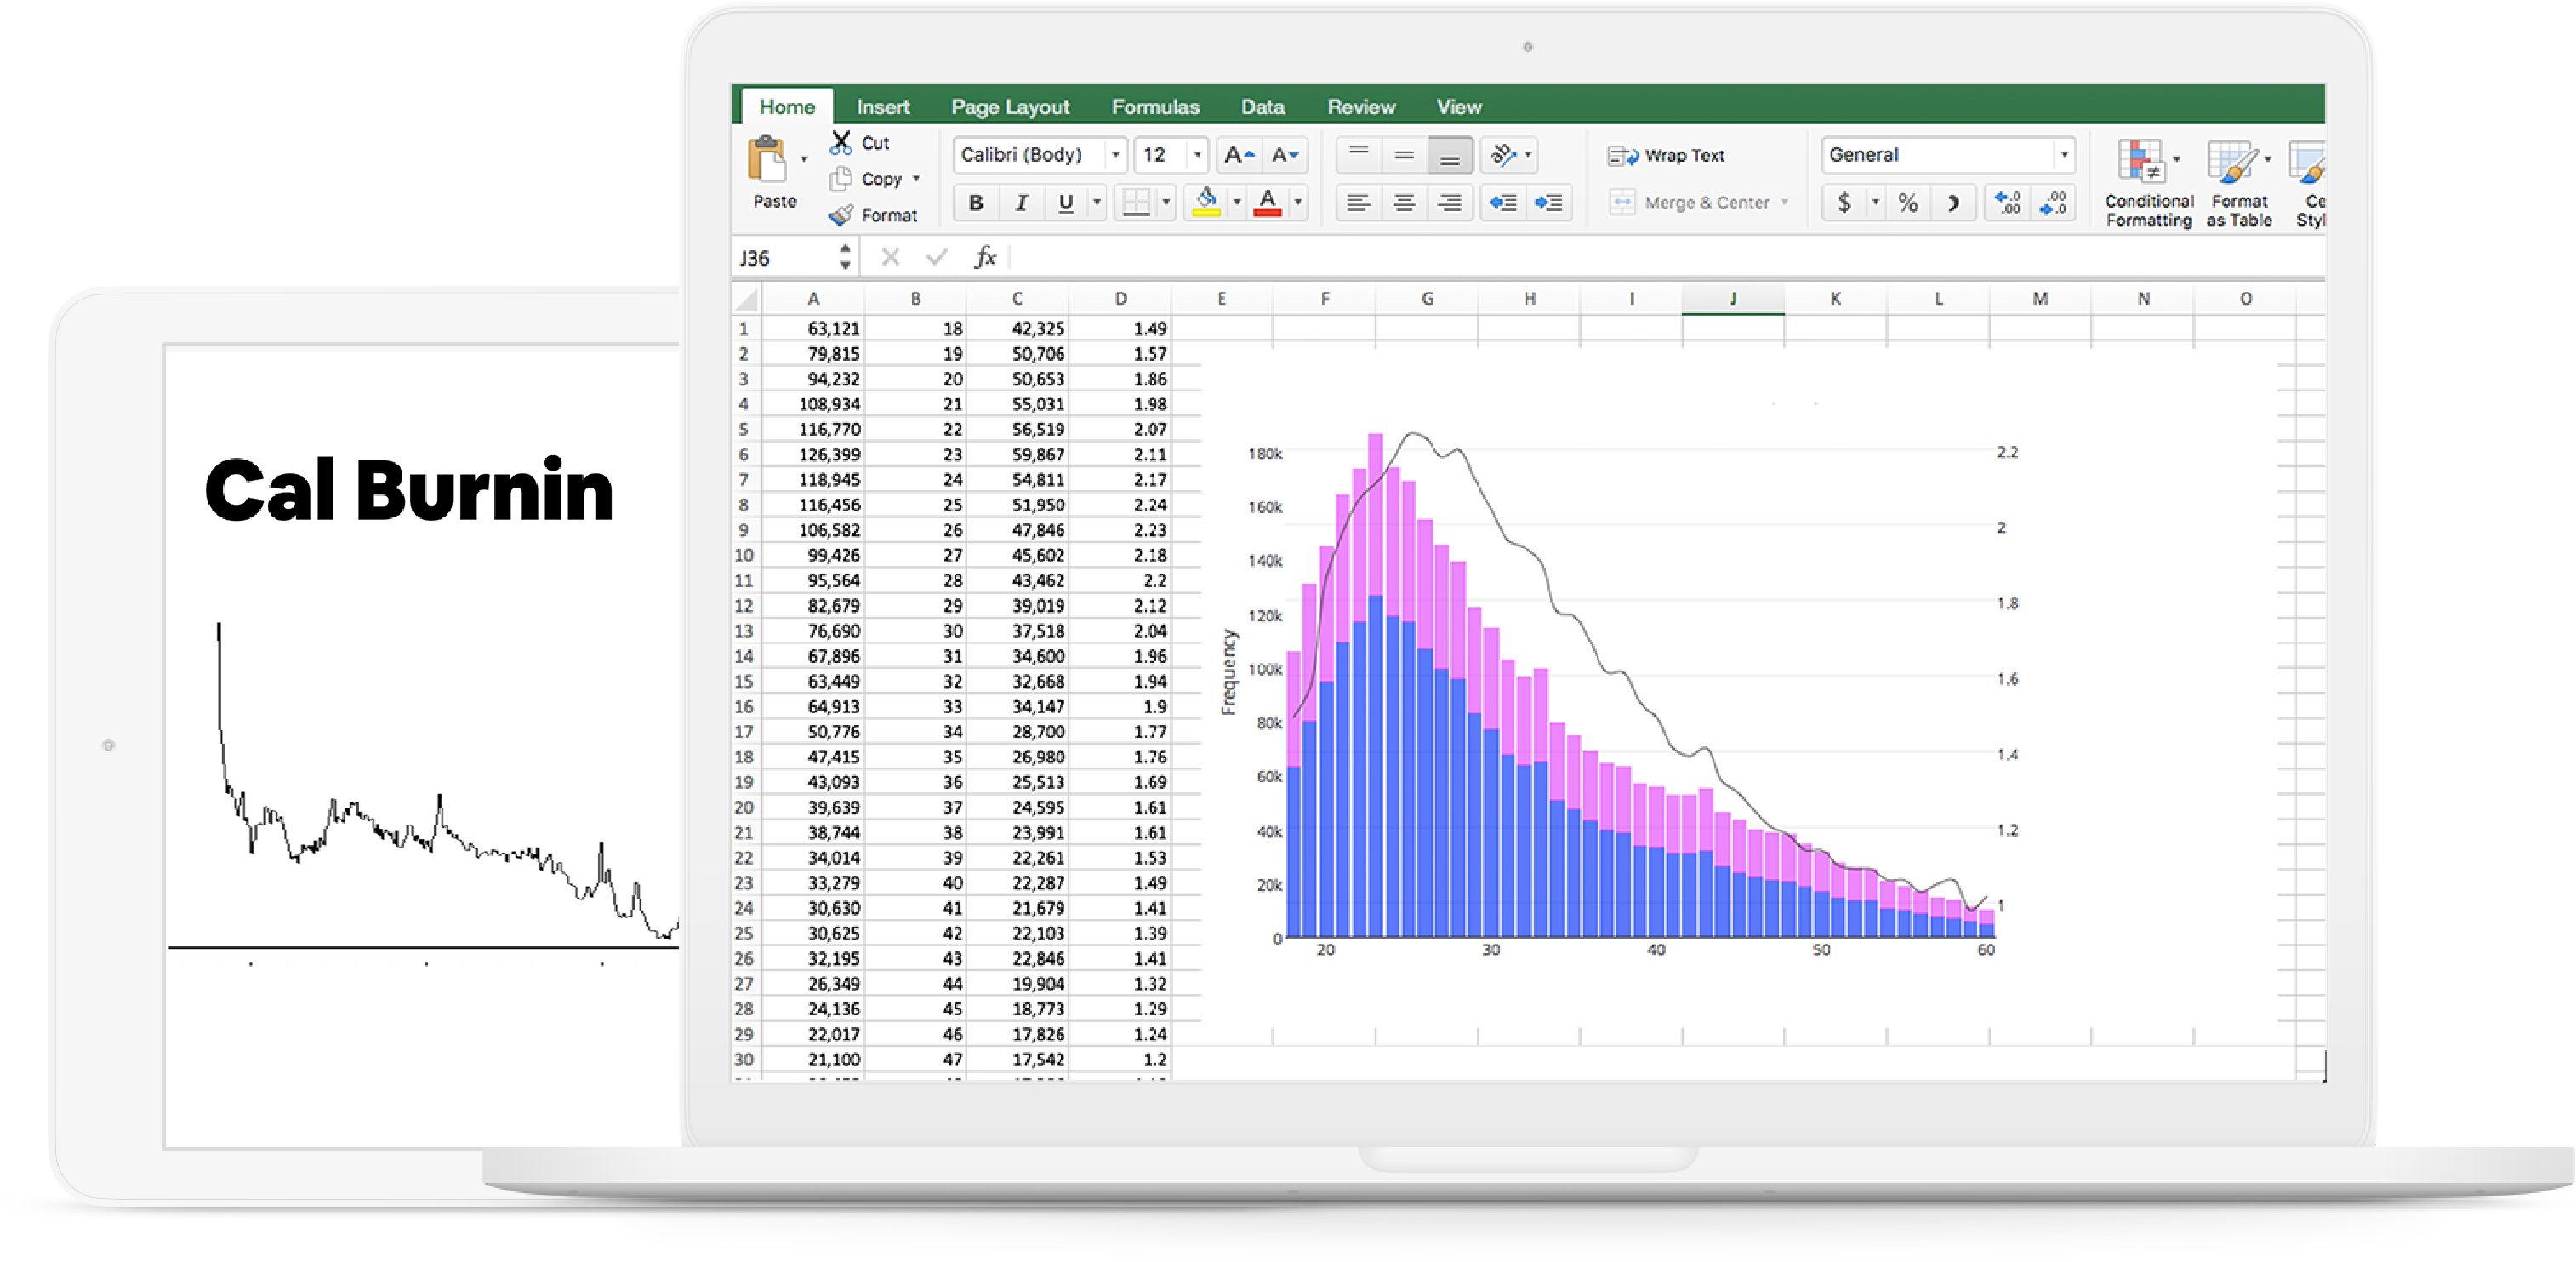 Cal Burnin
Home Insert Page Layout Formulas Data Review View
Paste
Cut
Copy
Format
Calibri (Body) 12
B I U
Wrap Text
Merge & Center
General
$ %
Conditional Formatting
Format as Table
J36 fx
A B C D E F G H I J K L M N O
1 63,121 18 42,325 1.49
2 79,815 19 50,706 1.57
3 94,232 20 50,653 1.86
4 108,934 21 55,031 1.98
5 116,770 22 56,519 2.07
6 126,399 23 59,867 2.11
7 118,945 24 54,811 2.17
8 116,456 25 51,950 2.24
9 106,582 26 47,846 2.23
10 99,426 27 45,602 2.18
11 95,564 28 43,462 2.2
12 82,679 29 39,019 2.12
13 76,690 30 37,518 2.04
14 67,896 31 34,600 1.96
15 63,449 32 32,668 1.94
16 64,913 33 34,147 1.9
17 50,776 34 28,700 1.77
18 47,415 35 26,980 1.76
19 43,093 36 25,513 1.69
20 39,639 37 24,595 1.61
21 38,744 38 23,991 1.61
22 34,014 39 22,261 1.53
23 33,279 40 22,287 1.49
24 30,630 41 21,679 1.41
25 30,625 42 22,103 1.39
26 32,195 43 22,846 1.41
27 26,349 44 19,904 1.32
28 24,136 45 18,773 1.29
29 22,017 46 17,826 1.24
30 21,100 47 17,542 1.2
Frequency
180k
160k
140k
120k
100k
80k
60k
40k
20k
0
20 30 40 50 60
2.2
2
1.8
1.6
1.4
1.2
1